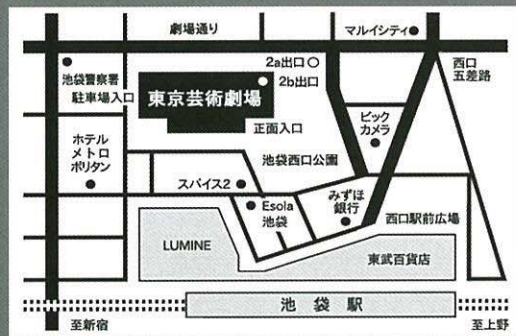 劇場通り
マルイシティ
2a出口
2b出口
西口
五差路
池袋警察署
駐車場入口
東京芸術劇場
正面入口
ビック
カメラ
ホテル
メトロ
ポリタン
池袋西口公園
スパイス2
Esola
池袋
みずほ
銀行
西口駅前広場
LUMINE
東武百貨店
池袋駅
至新宿
至上野